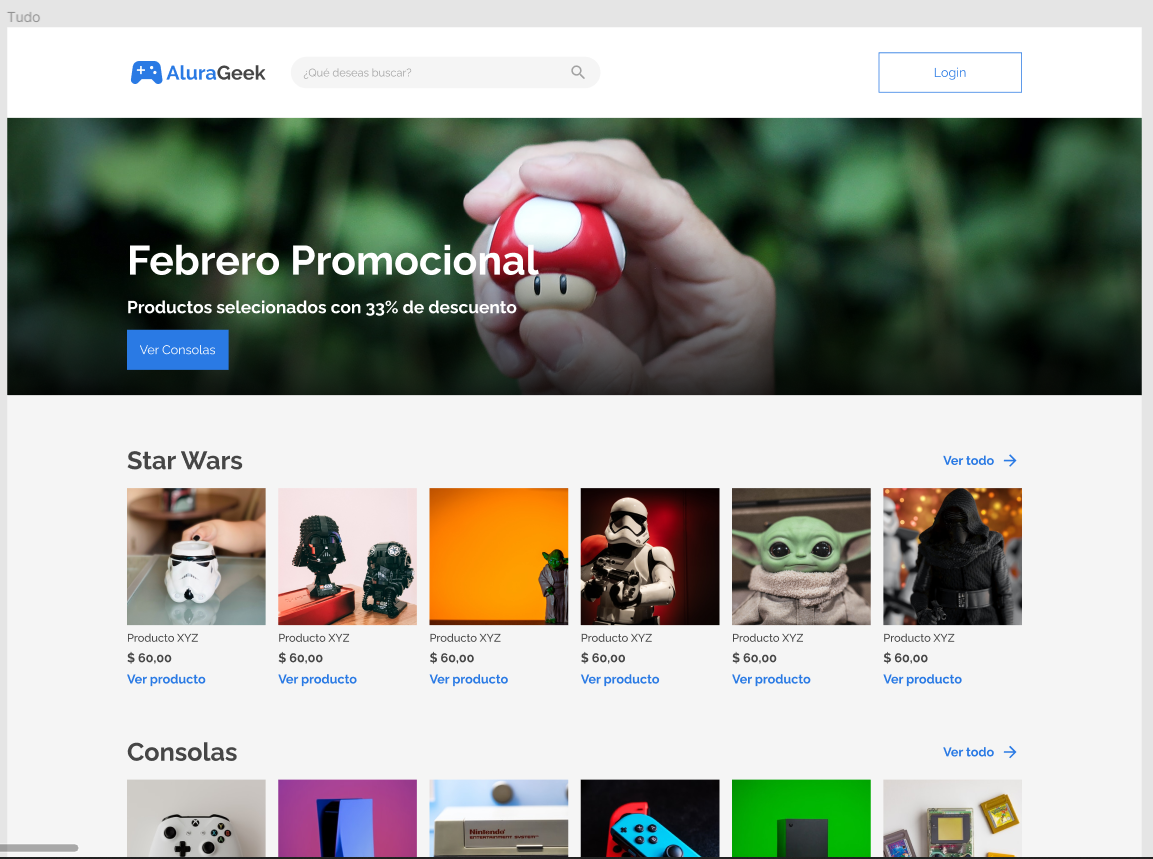 Tudo
AluraGeek
¿Qué deseas buscar?
Login
Febrero Promocional
Productos selecionados con 33% de descuento
Ver Consolas
Star Wars
Ver todo
Producto XYZ
$ 60,00
Ver producto
Producto XYZ
$ 60,00
Ver producto
Producto XYZ
$ 60,00
Ver producto
Producto XYZ
$ 60,00
Ver producto
Producto XYZ
$ 60,00
Ver producto
Producto XYZ
$ 60,00
Ver producto
Consolas
Ver todo
Nintendo
ENTERTAINMENT SYSTEM™